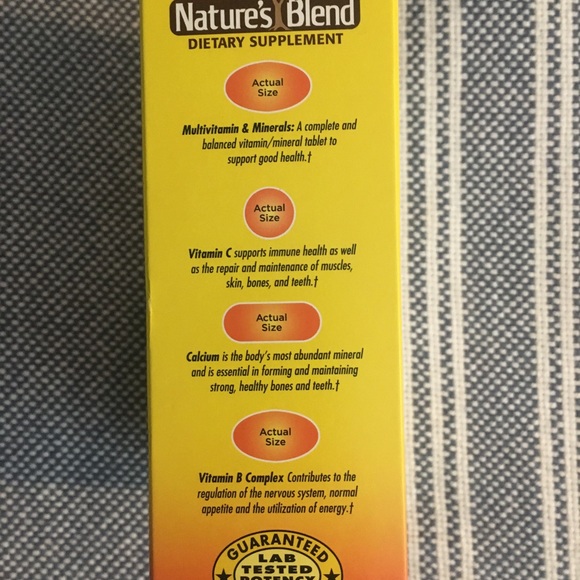 Nature's Blend
DIETARY SUPPLEMENT
Actual
Size
Multivitamin & Minerals: A complete and
balanced vitamin/mineral tablet to
support good health.†
Actual
Size
Vitamin C supports immune health as well
as the repair and maintenance of muscles,
skin, bones, and teeth.†
Actual
Size
Calcium is the body's most abundant mineral
and is essential in forming and maintaining
strong, healthy bones and teeth.†
Actual
Size
Vitamin B Complex Contributes to the
regulation of the nervous system, normal
appetite and the utilization of energy.†
GUARANTEED
LAB
TESTED
POTENCY